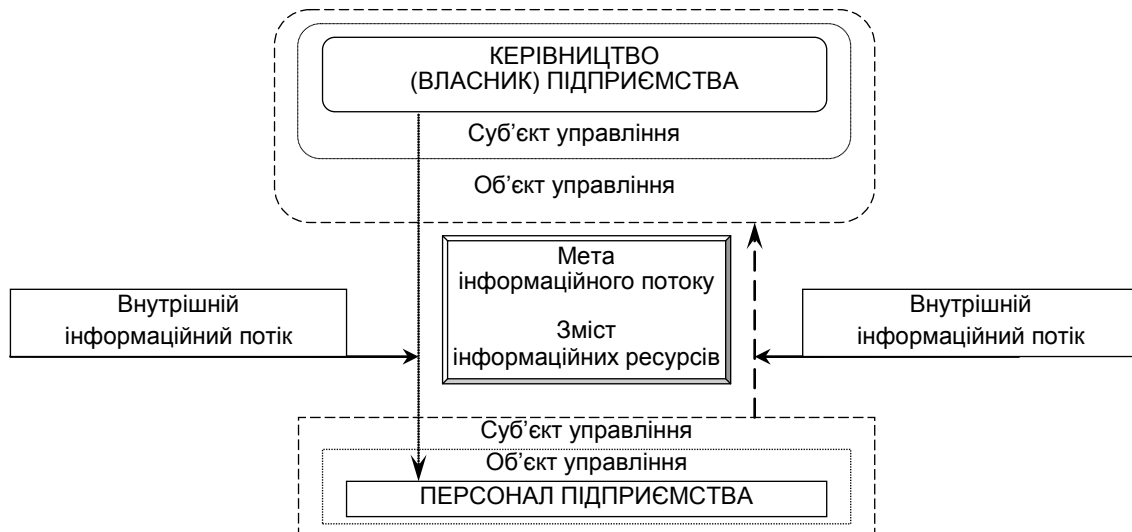 КЕРІВНИЦТВО
(ВЛАСНИК) ПІДПРИЄМСТВА
Суб’єкт управління
Об’єкт управління
Мета
інформаційного потоку
Зміст
інформаційних ресурсів
Внутрішній
інформаційний потік
Внутрішній
інформаційний потік
Суб’єкт управління
Об’єкт управління
ПЕРСОНАЛ ПІДПРИЄМСТВА